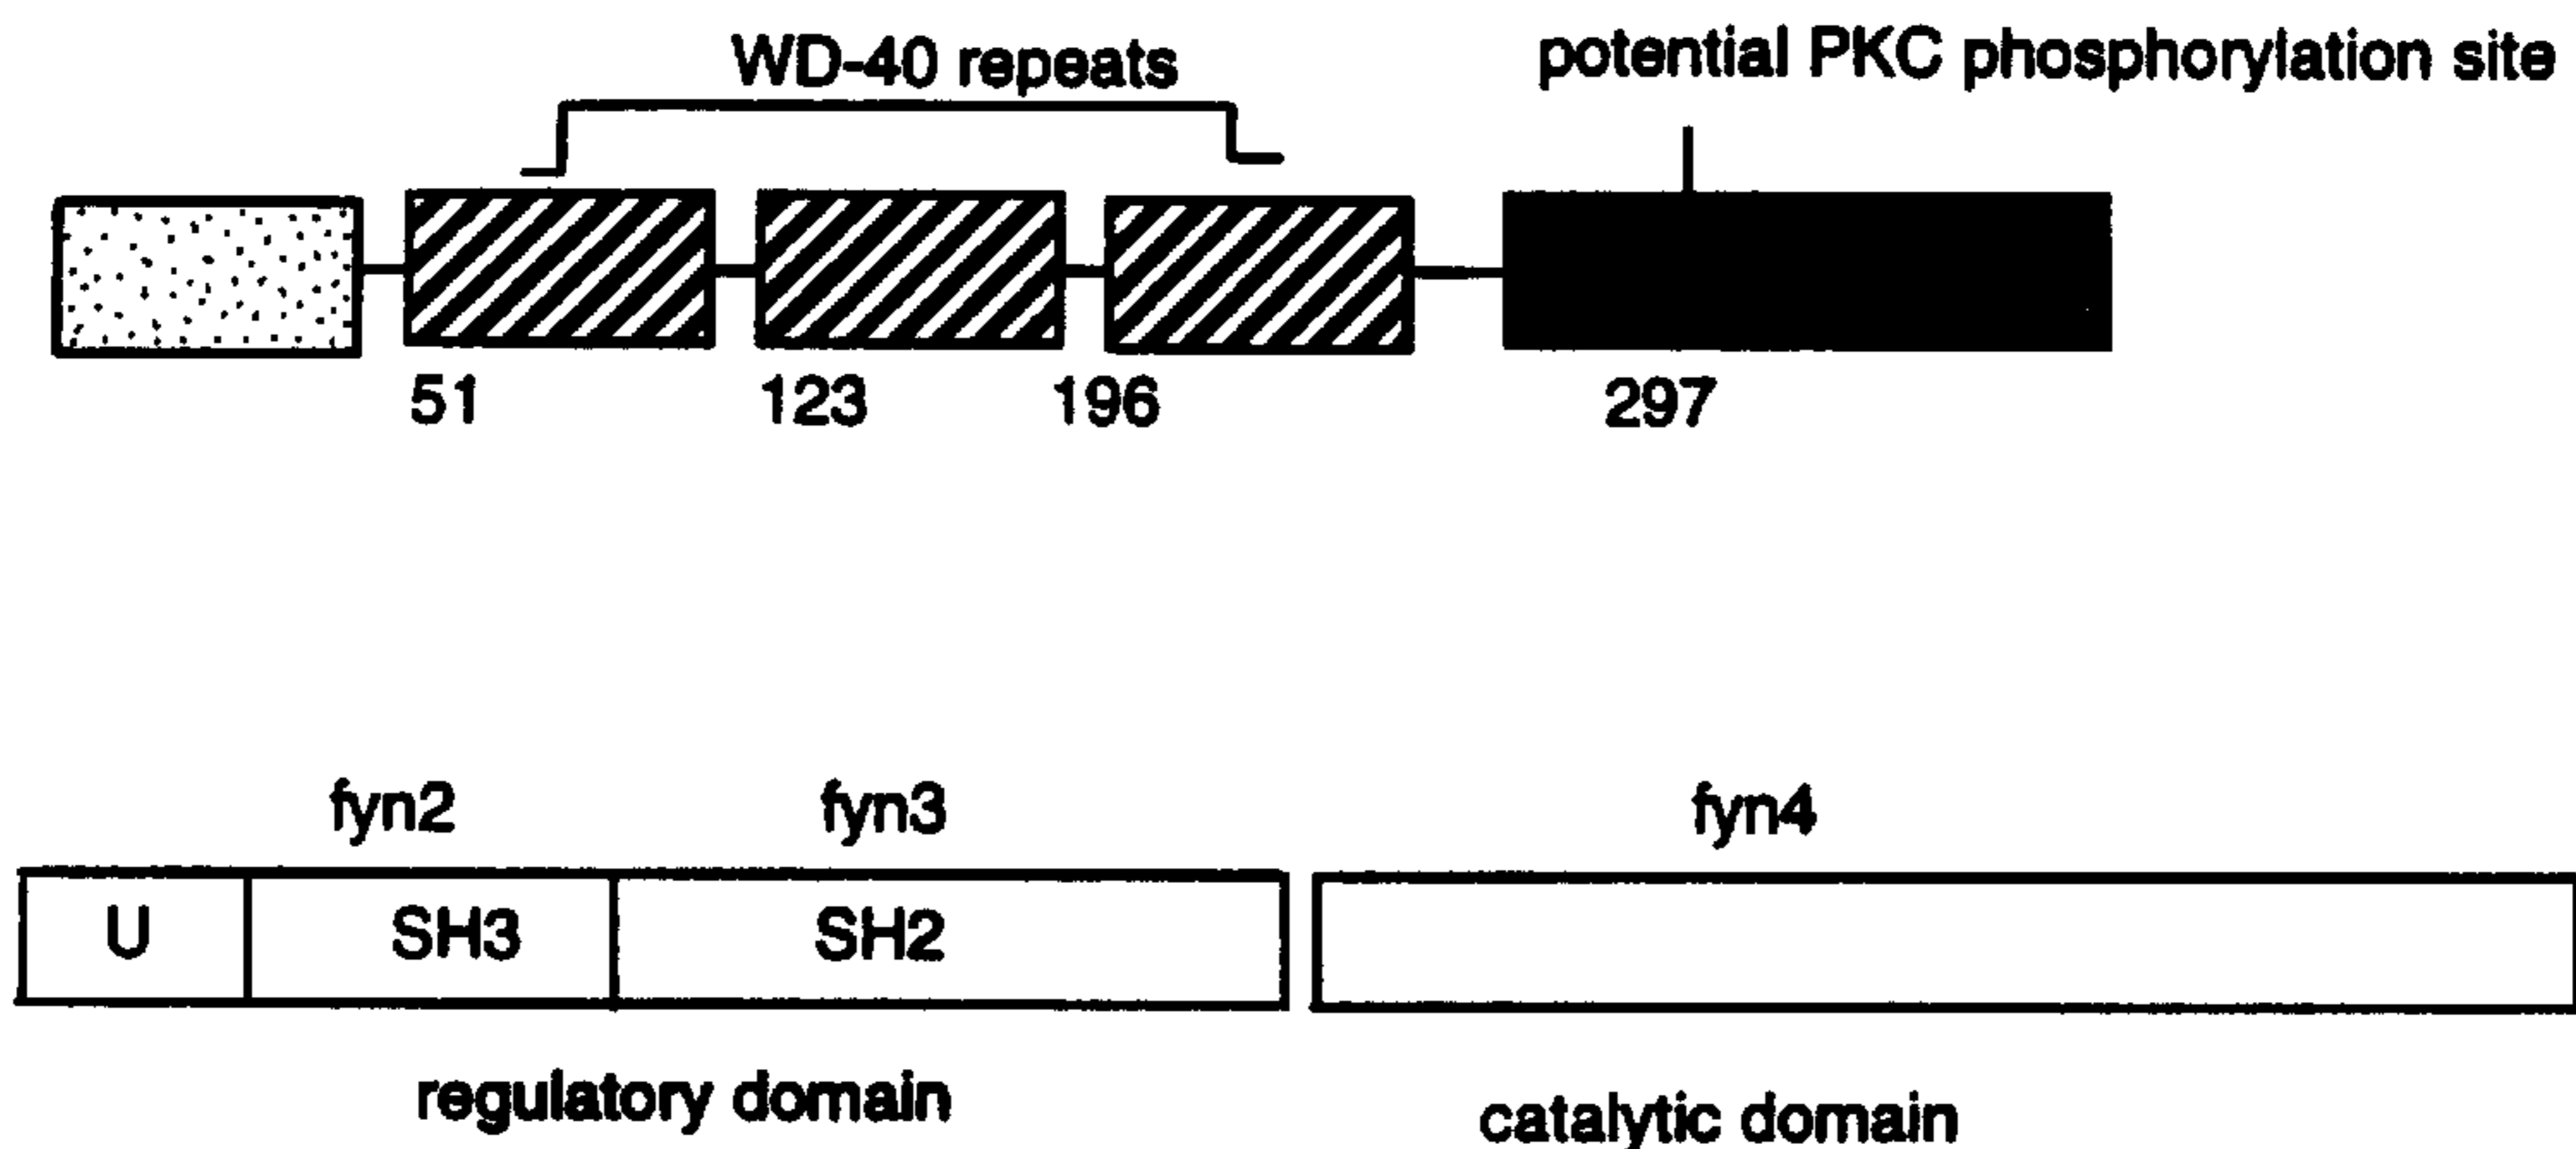 WD-40 repeats
potential PKC phosphorylation site
51 123 196 297
fyn2 fyn3 fyn4
U SH3 SH2
regulatory domain
catalytic domain